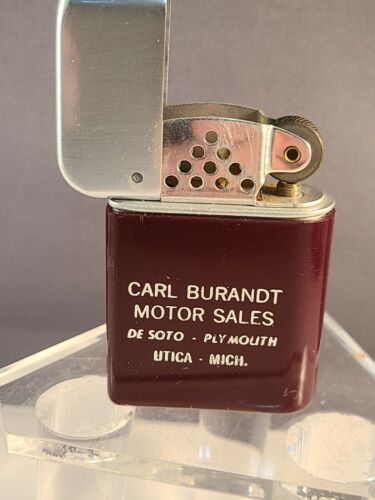 CARL BURANDT
MOTOR SALES
DE SOTO - PLYMOUTH
UTICA - MICH.